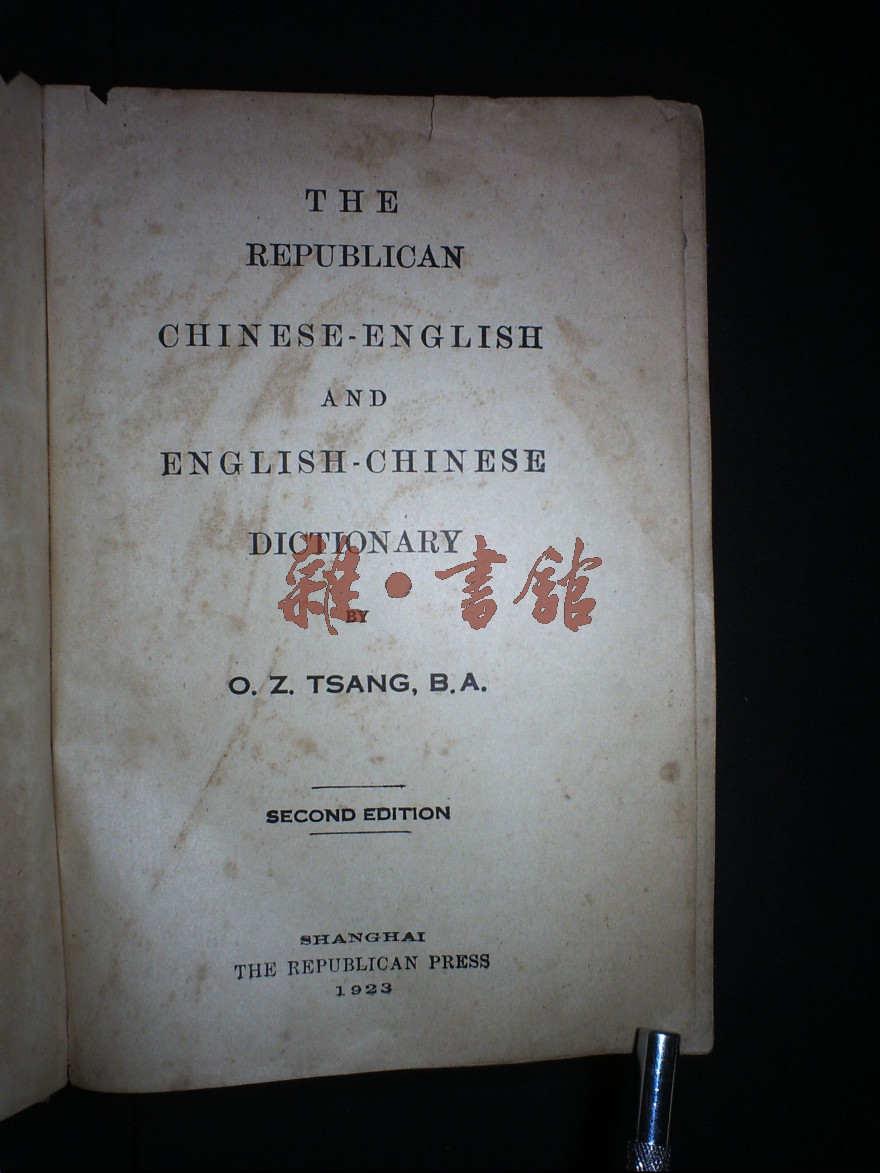 THE
REPUBLICAN
CHINESE-ENGLISH
AND
ENGLISH-CHINESE
DICTIONARY
雜·書館
BY
O. Z. TSANG, B.A.
SECOND EDITION
SHANGHAI
THE REPUBLICAN PRESS
1923